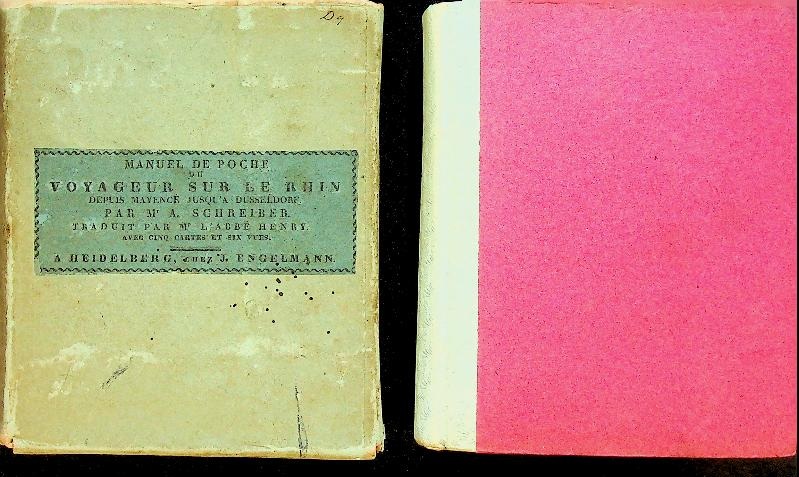 MANUEL DE POCHE
DU
VOYAGEUR SUR LE RHIN
DEPUIS MAYENCE JUSQU'A DUSSELDORF.
PAR Mr A. SCHREIBER.
TRADUIT PAR Mr L'ABBÉ HENRY.
AVEC CINQ CARTES ET SIX VUES.
A HEIDELBERG, CHEZ J. ENGELMANN.